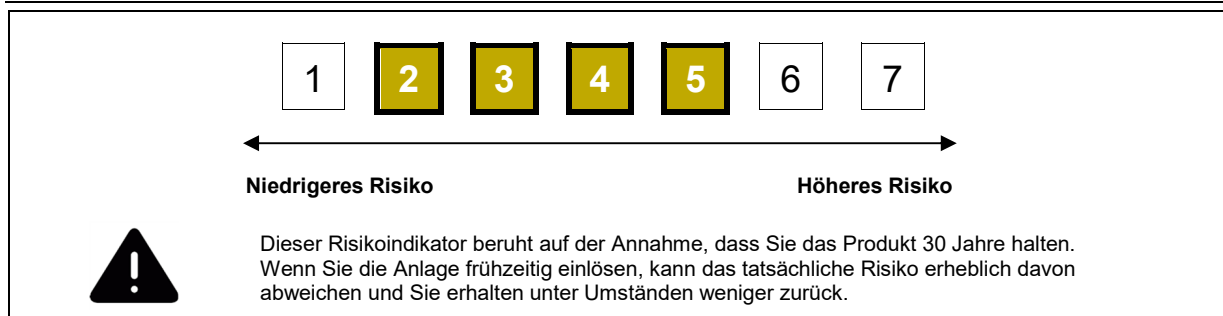 1 2 3 4 5 6 7
Niedrigeres Risiko Höheres Risiko
Dieser Risikoindikator beruht auf der Annahme, dass Sie das Produkt 30 Jahre halten.
Wenn Sie die Anlage frühzeitig einlösen, kann das tatsächliche Risiko erheblich davon
abweichen und Sie erhalten unter Umständen weniger zurück.